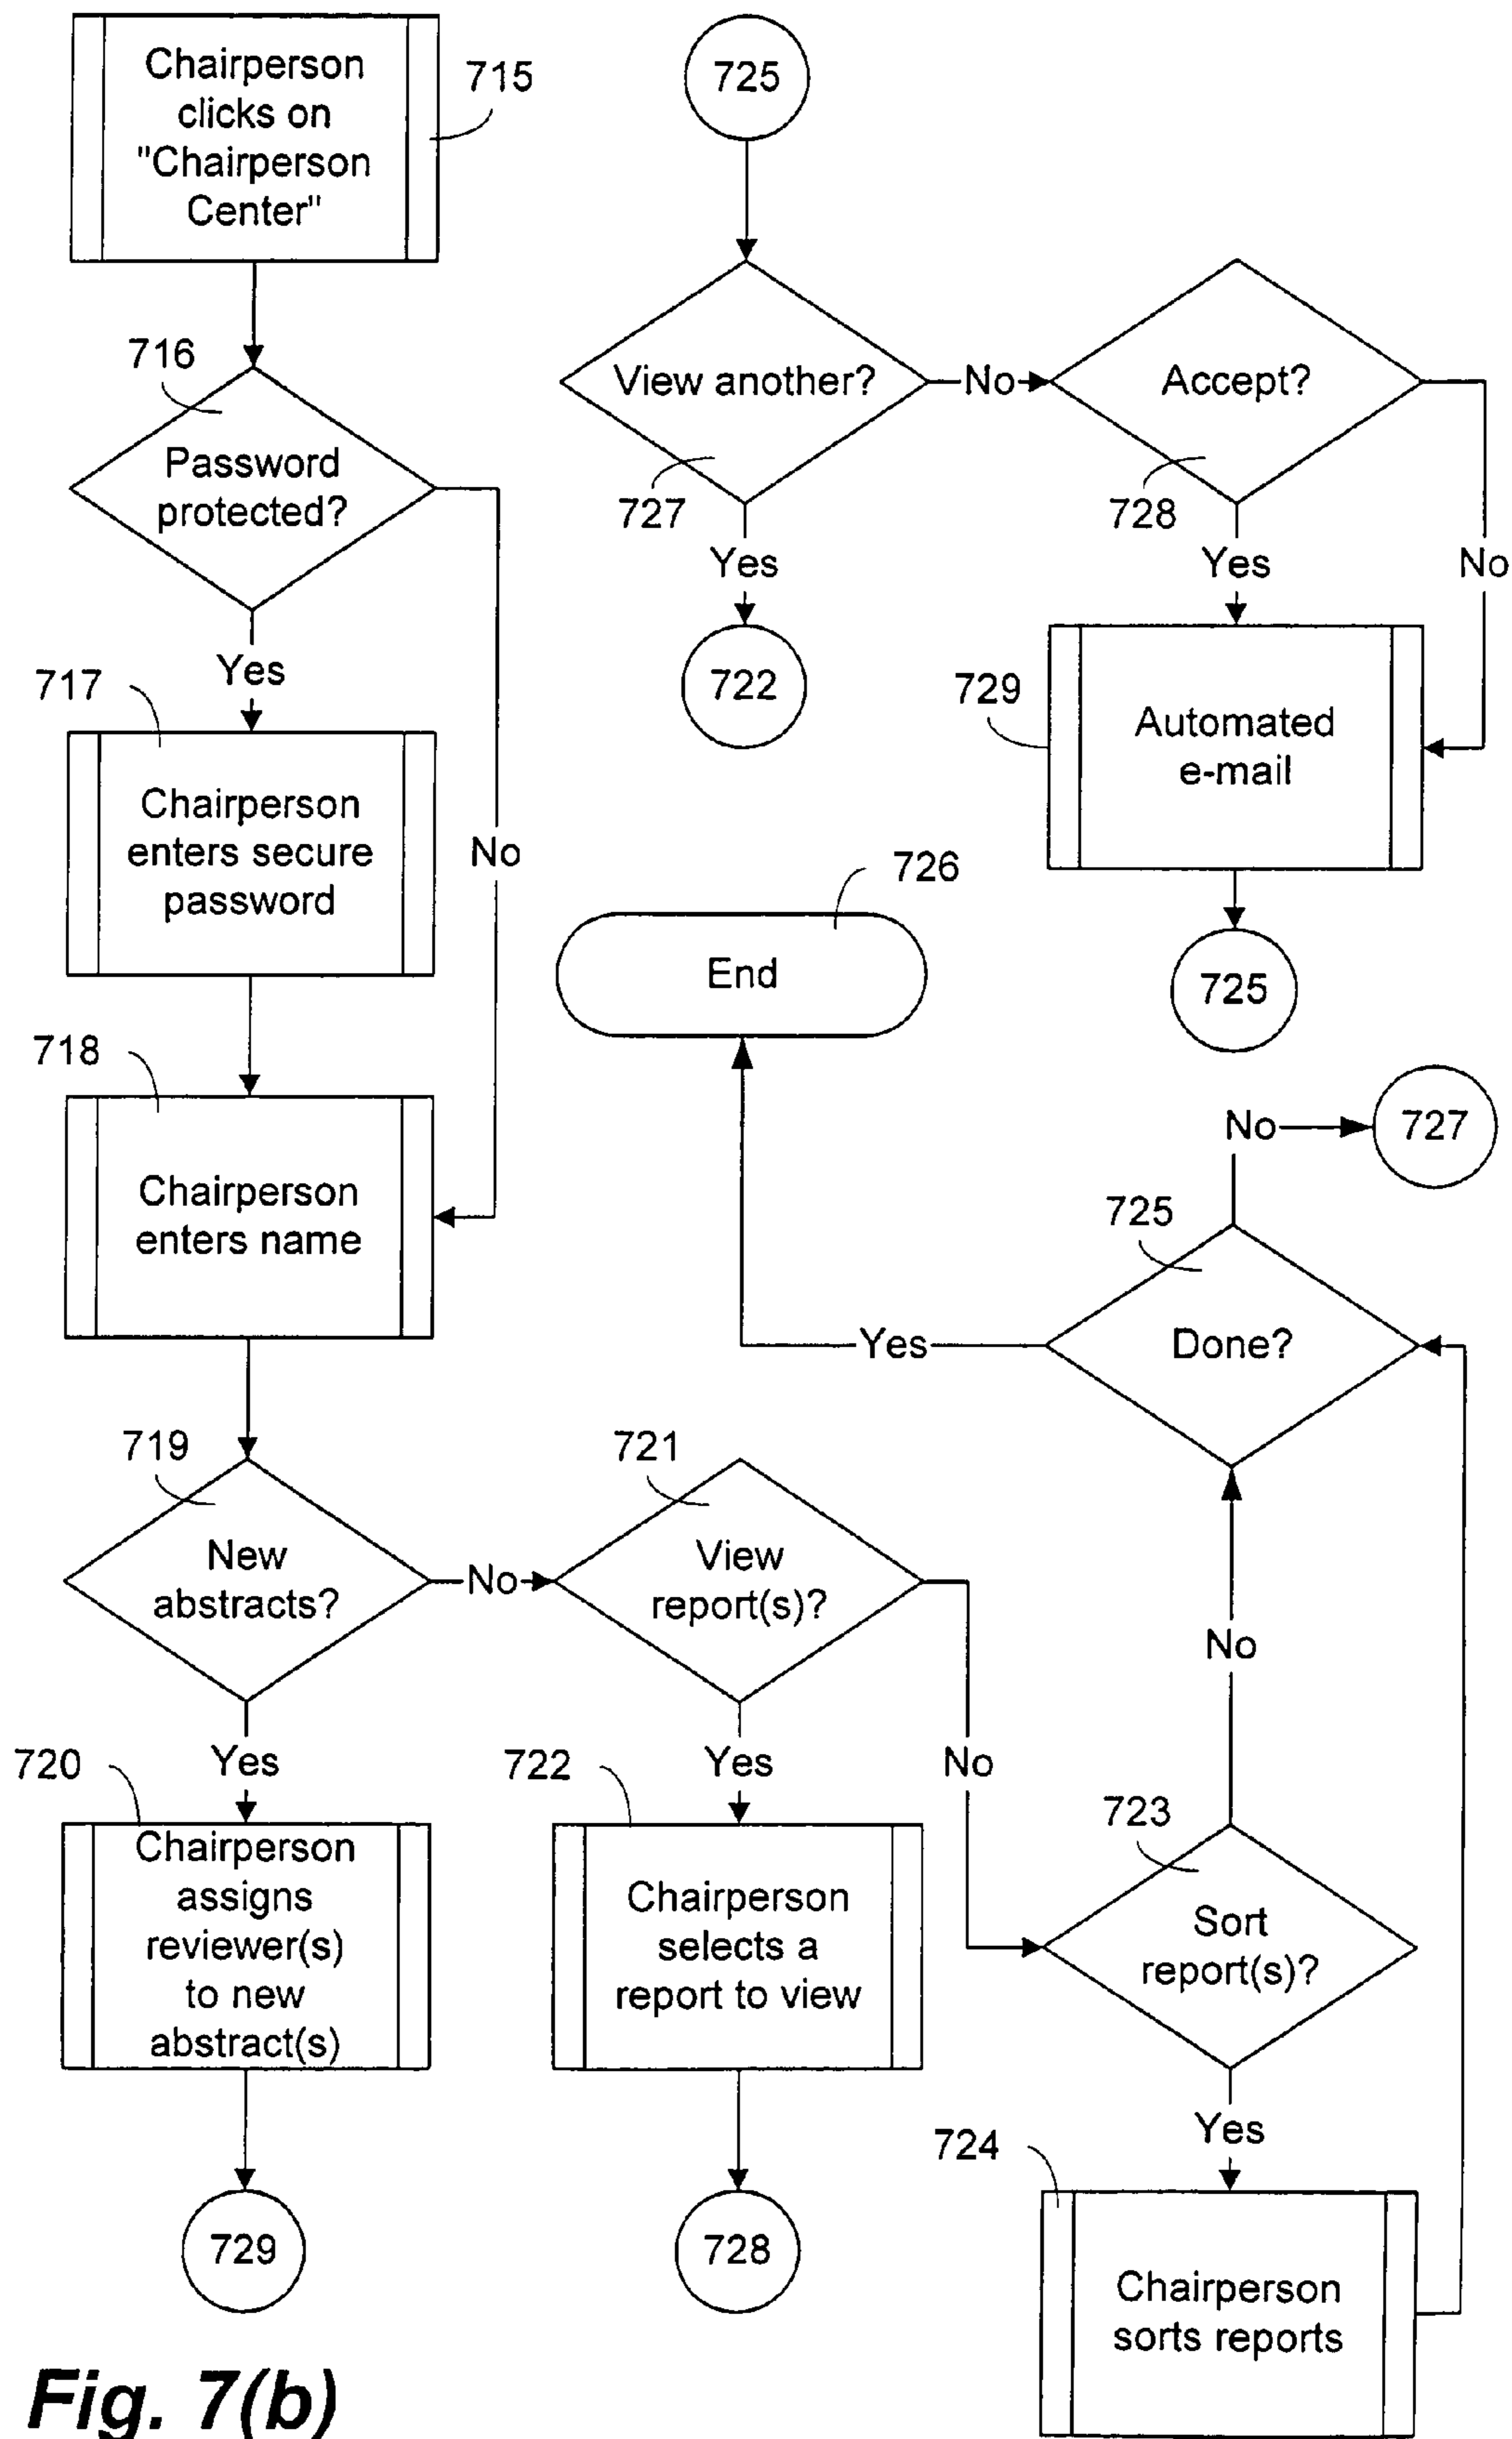 Chairperson
clicks on
"Chairperson
Center"
715
716
Password
protected?
No
Yes
717
Chairperson
enters secure
password
718
Chairperson
enters name
719
New
abstracts?
No
Yes
720
Chairperson
assigns
reviewer(s)
to new
abstract(s)
729
721
View
report(s)?
No
Yes
722
Chairperson
selects a
report to view
728
723
Sort
report(s)?
No
Yes
724
Chairperson
sorts reports
725
Done?
No
727
Yes
726
End
725
View another?
727
No
Yes
722
Accept?
728
No
Yes
729
Automated
e-mail
725
Fig. 7(b)